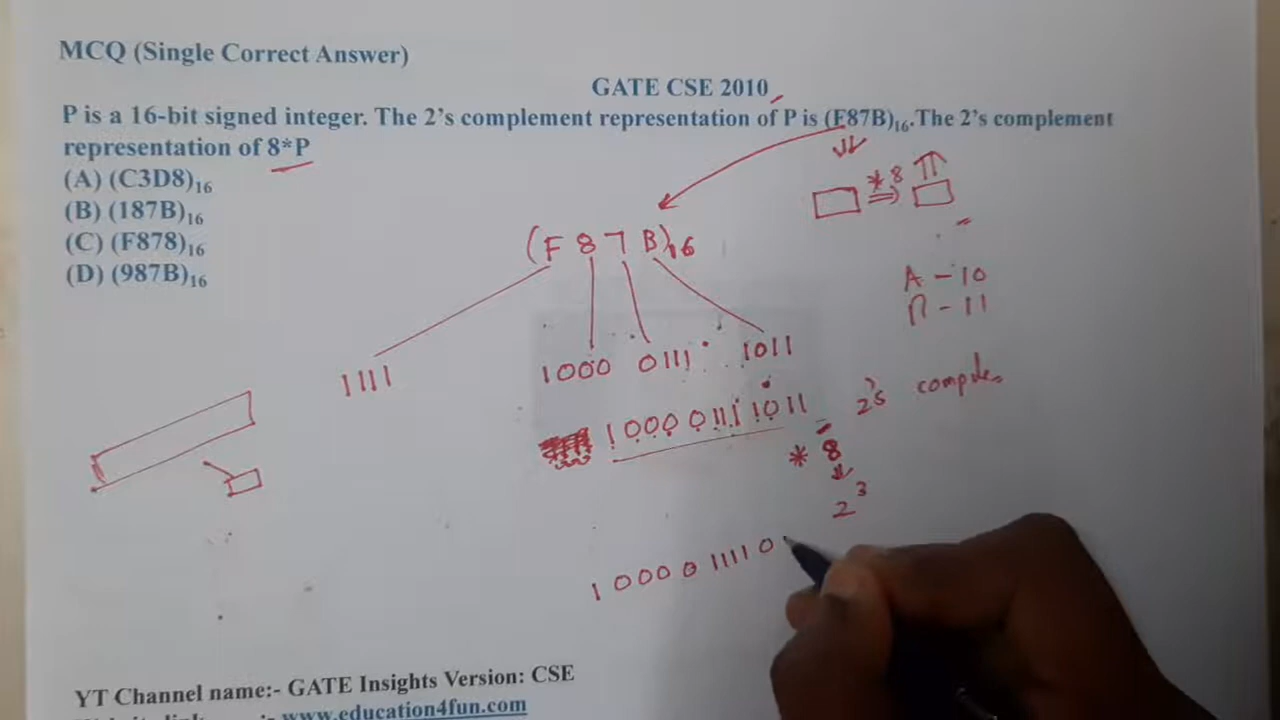 MCQ (Single Correct Answer)
GATE CSE 2010
P is a 16-bit signed integer. The 2's complement representation of P is (F87B)16.The 2's complement
representation of 8*P
(A) (C3D8)16
(B) (187B)16
(C) (F878)16
(D) (987B)16
* 8
(F 8 7 B)16
A - 10
B - 11
1111 1000 0111 1011
1000 0111 1011 2's
* 8
2^3
1 0000 1111 0
YT Channel name:- GATE Insights Version: CSE
www.education4fun.com